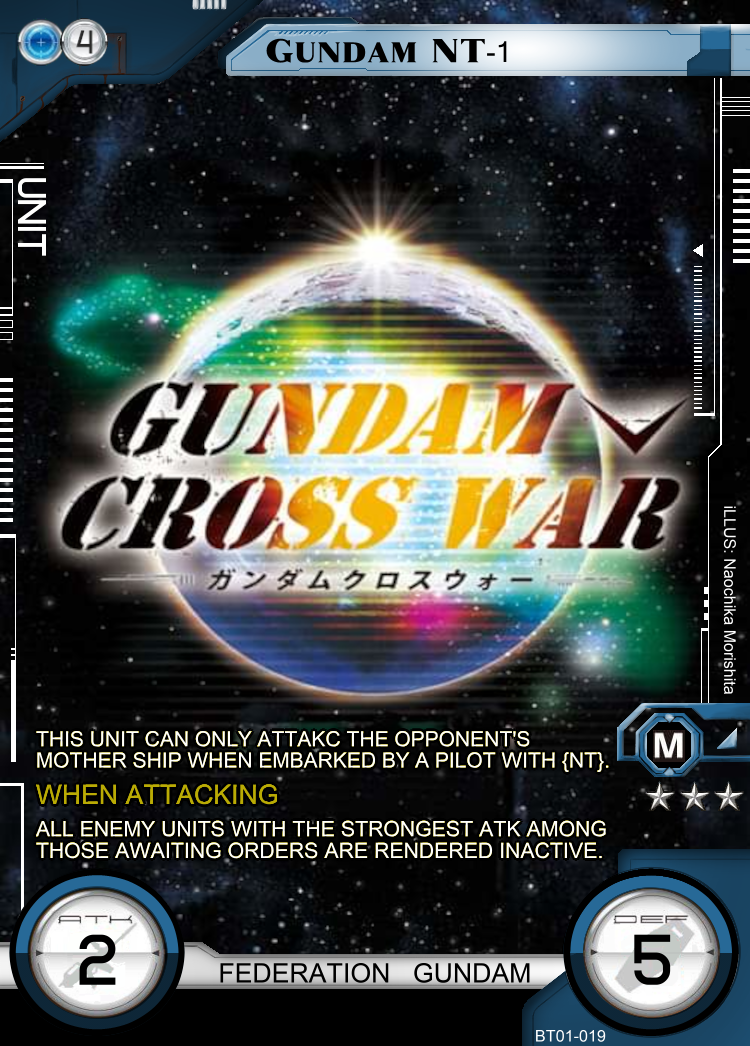 4
GUNDAM NT-1
UNIT
GUNDAM
CROSS WAR
ガンダムクロスウォー
iLLUS: Naochika Morishita
THIS UNIT CAN ONLY ATTAKC THE OPPONENT'S
MOTHER SHIP WHEN EMBARKED BY A PILOT WITH {NT}.
M
WHEN ATTACKING
ALL ENEMY UNITS WITH THE STRONGEST ATK AMONG
THOSE AWAITING ORDERS ARE RENDERED INACTIVE.
ATK
2
DEF
5
FEDERATION GUNDAM
BT01-019